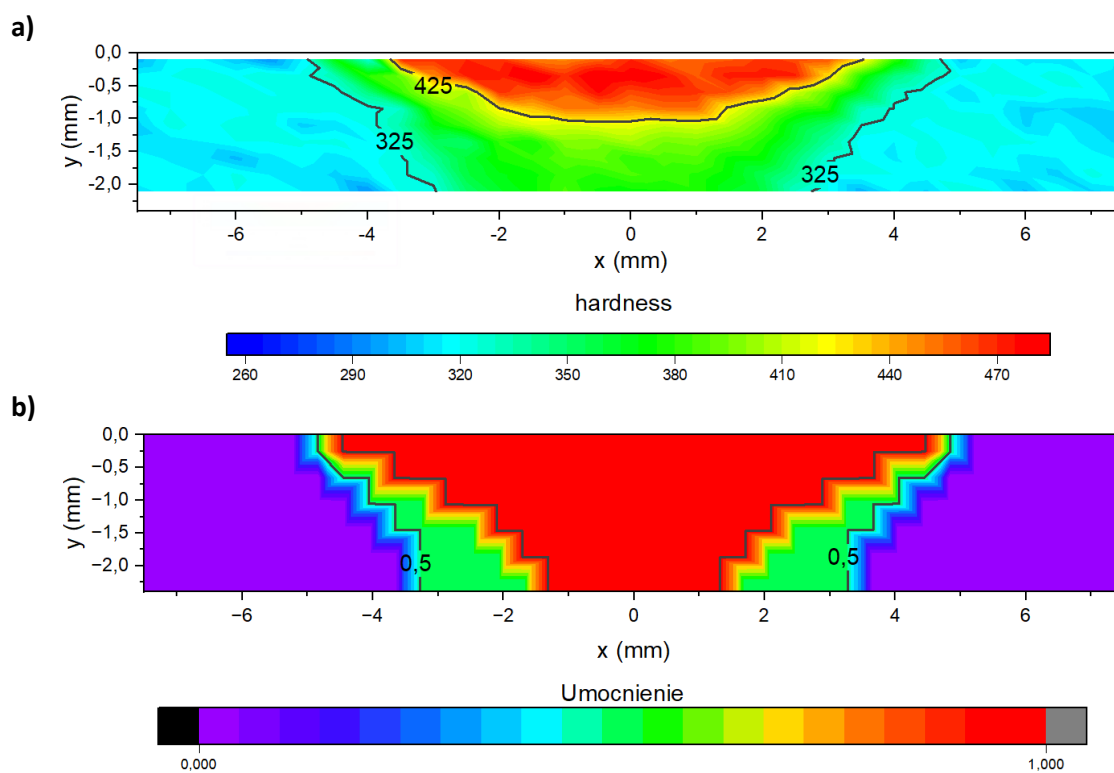 a)
0,0
-0,5
-1,0
-1,5
-2,0
y (mm)
425
325
325
-6 -4 -2 0 2 4 6
x (mm)
hardness
260 290 320 350 380 410 440 470
b)
0,0
−0,5
−1,0
−1,5
−2,0
y (mm)
0,5
0,5
−6 −4 −2 0 2 4 6
x (mm)
Umocnienie
0,000 1,000